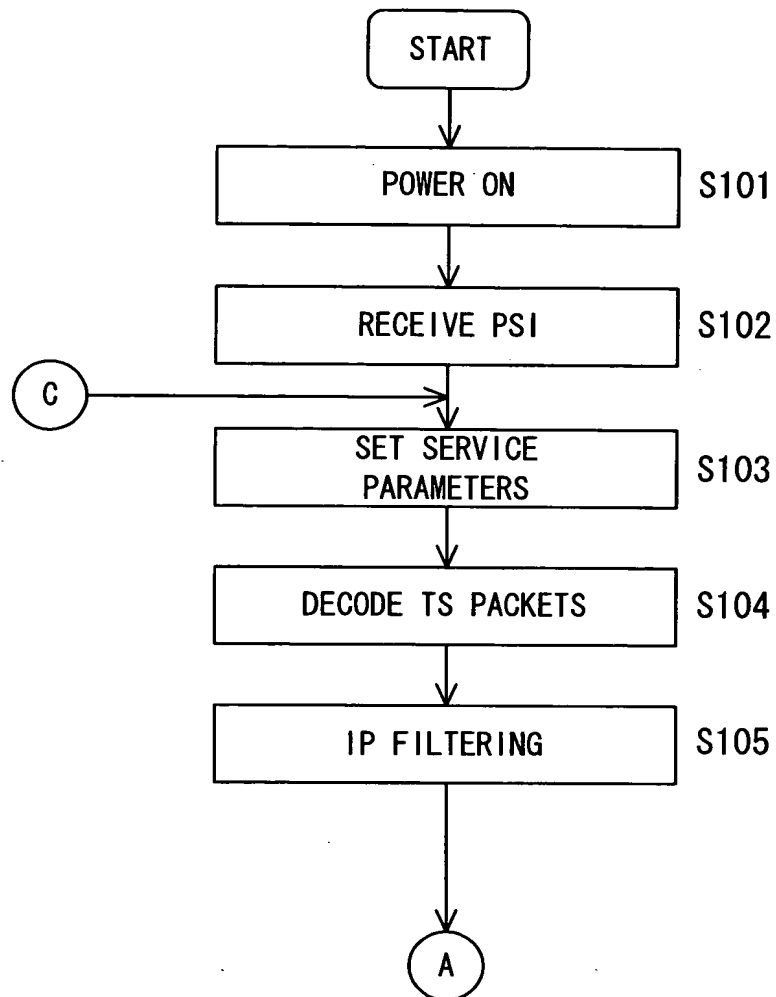 START
POWER ON
S101
RECEIVE PSI
S102
C
SET SERVICE
PARAMETERS
S103
DECODE TS PACKETS
S104
IP FILTERING
S105
A